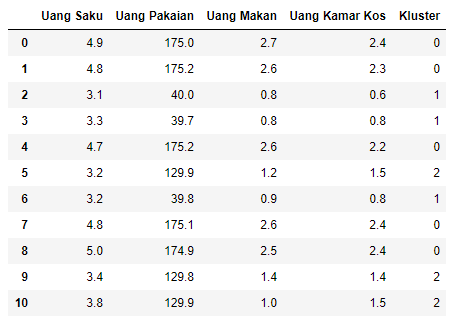 Uang Saku Uang Pakaian Uang Makan Uang Kamar Kos Kluster
0 4.9 175.0 2.7 2.4 0
1 4.8 175.2 2.6 2.3 0
2 3.1 40.0 0.8 0.6 1
3 3.3 39.7 0.8 0.8 1
4 4.7 175.2 2.6 2.2 0
5 3.2 129.9 1.2 1.5 2
6 3.2 39.8 0.9 0.8 1
7 4.8 175.1 2.6 2.4 0
8 5.0 174.9 2.5 2.4 0
9 3.4 129.8 1.4 1.4 2
10 3.8 129.9 1.0 1.5 2